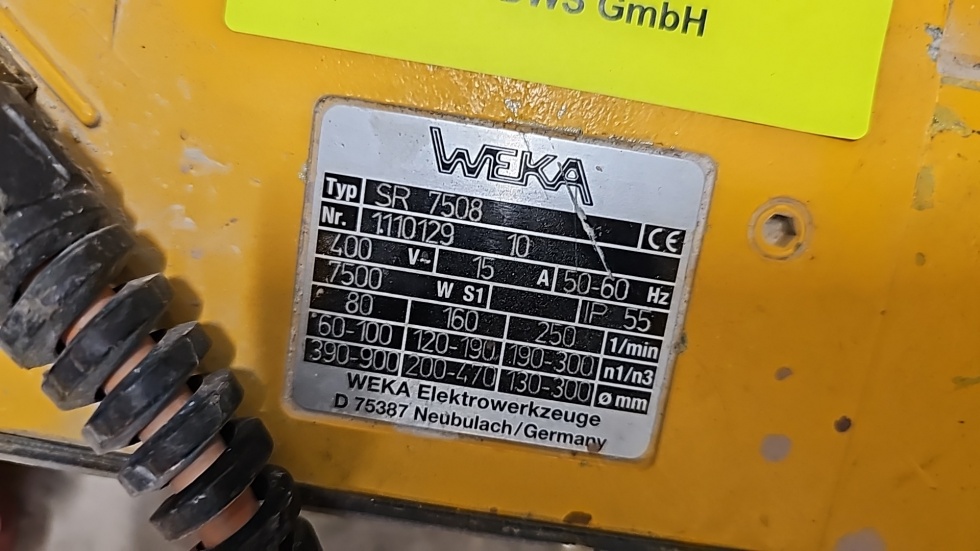 DWS GmbH
WEKA
Typ SR 7508 CE
Nr. 1110129 10
400 V~ 15 A 50-60 Hz
7500 W S1 IP 55
80 160 250 1/min
60-100 120-190 190-300 n1/n3
390-900 200-470 130-300 ø mm
WEKA Elektrowerkzeuge
D 75387 Neubulach/Germany